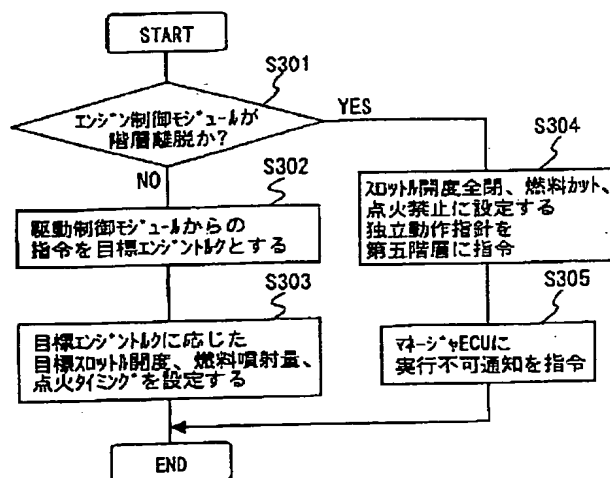 START
S301
エンジン制御モジュールが
階層離脱か?
YES
NO
S302
駆動制御モジュールからの
指令を目標エンジントルクとする
S303
目標エンジントルクに応じた
目標スロットル開度、燃料噴射量、
点火タイミングを設定する
S304
スロットル開度全閉、燃料カット、
点火禁止に設定する
独立動作指針を
第五階層に指令
S305
マネージャECUに
実行不可通知を指令
END